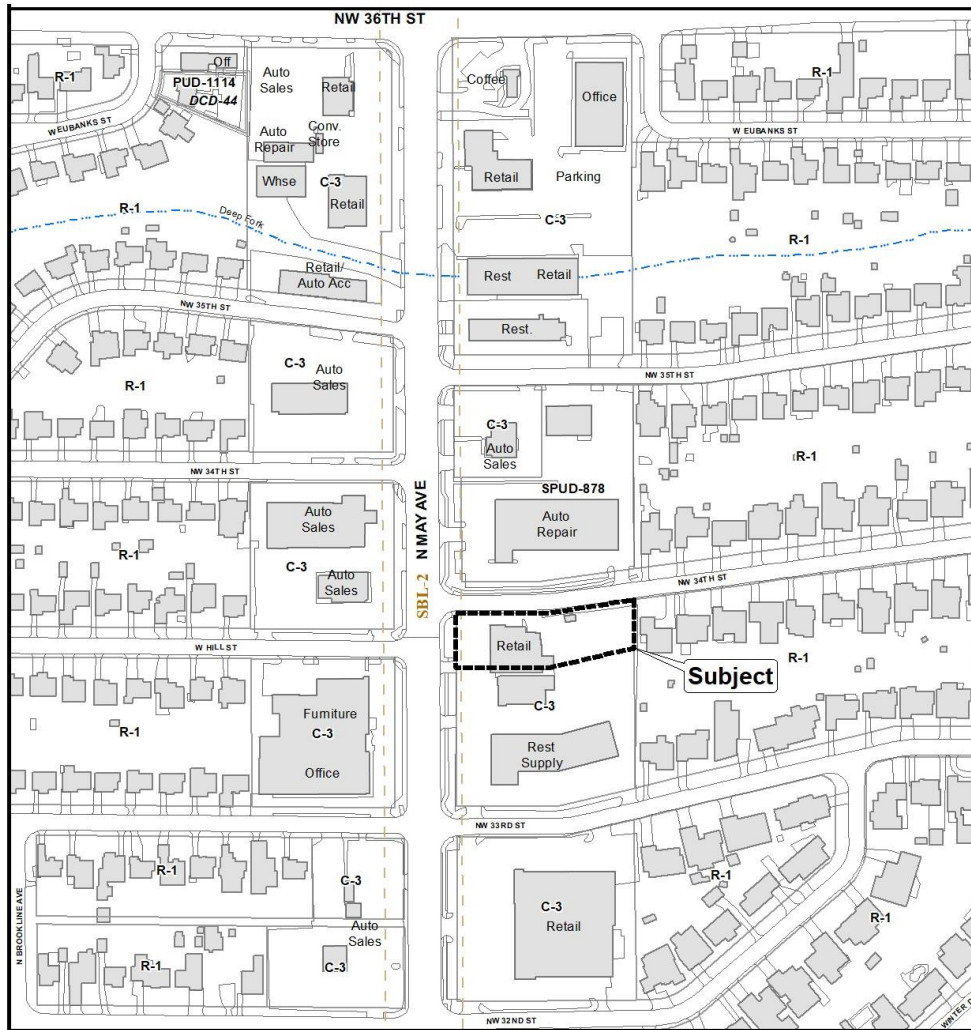 NW 36TH ST
R-1
Off
PUD-1114
DCD-44
Auto
Sales
Retail
Coffee
Office
R-1
W EUBANKS ST
Conv.
Store
Auto
Repair
W EUBANKS ST
Whse
C-3
Retail
Retail
Parking
C-3
R-1
Deep Fork
R-1
Retail/
Auto Acc
Rest
Retail
NW 35TH ST
Rest.
C-3
Auto
Sales
R-1
NW 35TH ST
C-3
Auto
Sales
R-1
NW 34TH ST
N MAY AVE
SBL-2
SPUD-878
Auto
Repair
Auto
Sales
R-1
C-3
Auto
Sales
NW 34TH ST
W HILL ST
Retail
Subject
R-1
C-3
R-1
Furniture
C-3
Office
Rest
Supply
NW 33RD ST
N BROOKLINE AVE
R-1
C-3
Auto
Sales
R-1
C-3
C-3
Retail
R-1
R-1
NW 32ND ST